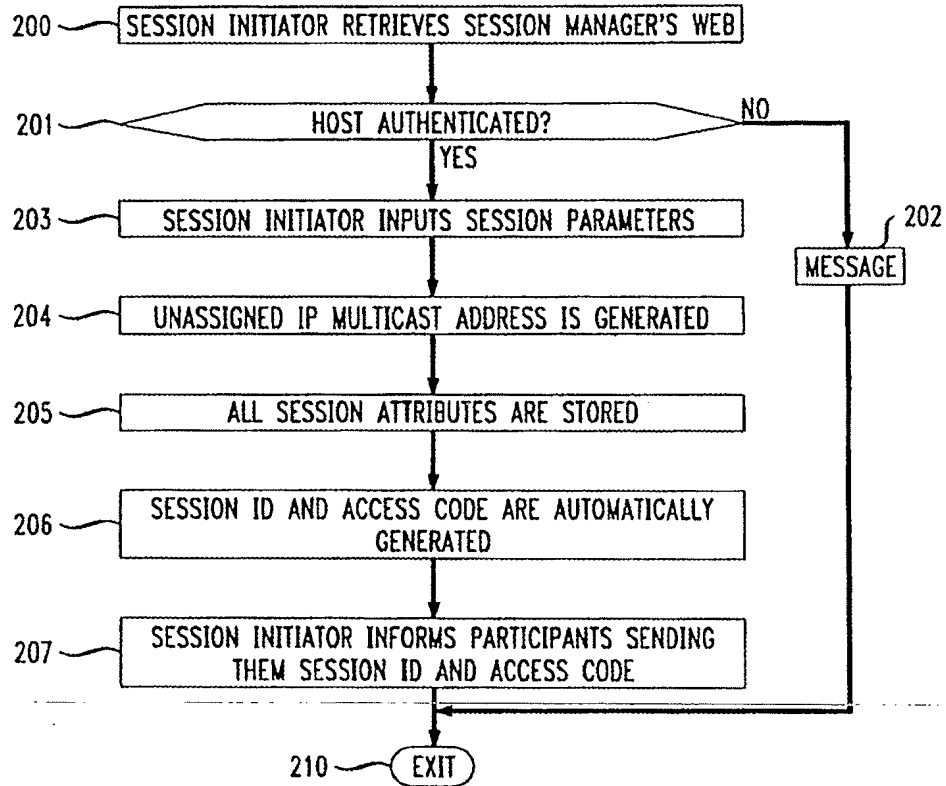 200 SESSION INITIATOR RETRIEVES SESSION MANAGER'S WEB
201 HOST AUTHENTICATED? NO
YES
203 SESSION INITIATOR INPUTS SESSION PARAMETERS
202
MESSAGE
204 UNASSIGNED IP MULTICAST ADDRESS IS GENERATED
205 ALL SESSION ATTRIBUTES ARE STORED
206 SESSION ID AND ACCESS CODE ARE AUTOMATICALLY
GENERATED
207 SESSION INITIATOR INFORMS PARTICIPANTS SENDING
THEM SESSION ID AND ACCESS CODE
210 EXIT